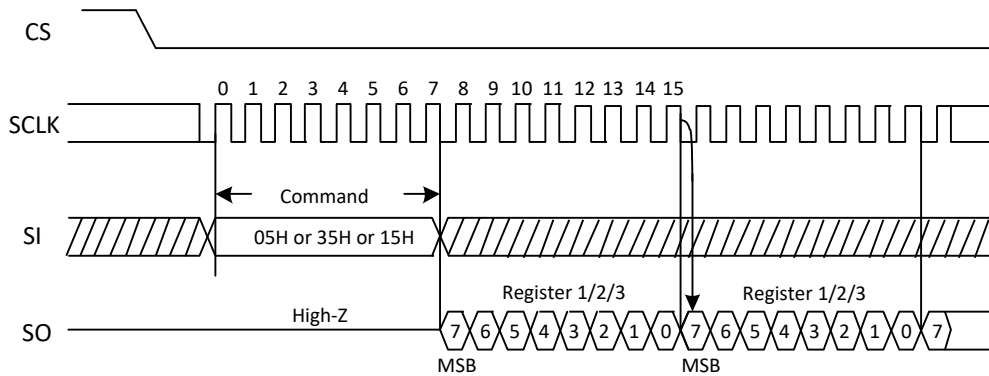 CS
0 1 2 3 4 5 6 7 8 9 10 11 12 13 14 15
SCLK
Command
SI
05H or 35H or 15H
Register 1/2/3 Register 1/2/3
High-Z
SO
7 6 5 4 3 2 1 0 7 6 5 4 3 2 1 0 7
MSB MSB